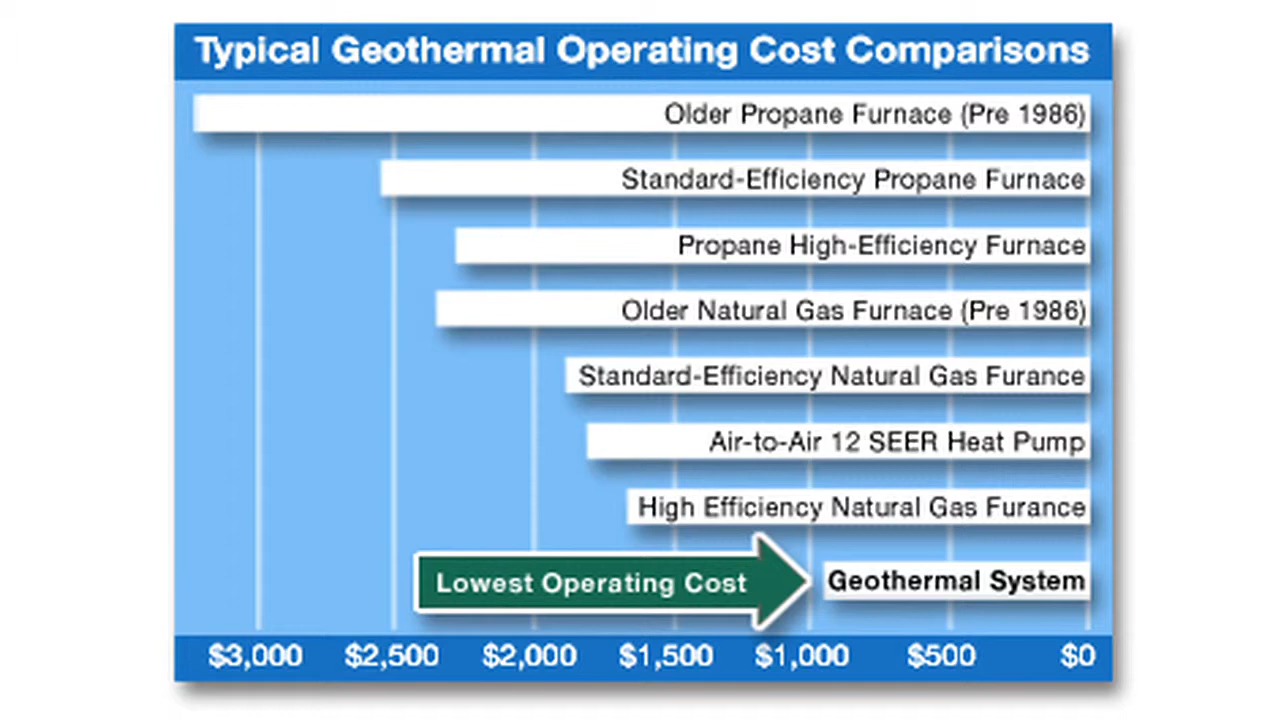 Typical Geothermal Operating Cost Comparisons
Older Propane Furnace (Pre 1986)
Standard-Efficiency Propane Furnace
Propane High-Efficiency Furnace
Older Natural Gas Furnace (Pre 1986)
Standard-Efficiency Natural Gas Furance
Air-to-Air 12 SEER Heat Pump
High Efficiency Natural Gas Furance
Lowest Operating Cost Geothermal System
$3,000 $2,500 $2,000 $1,500 $1,000 $500 $0